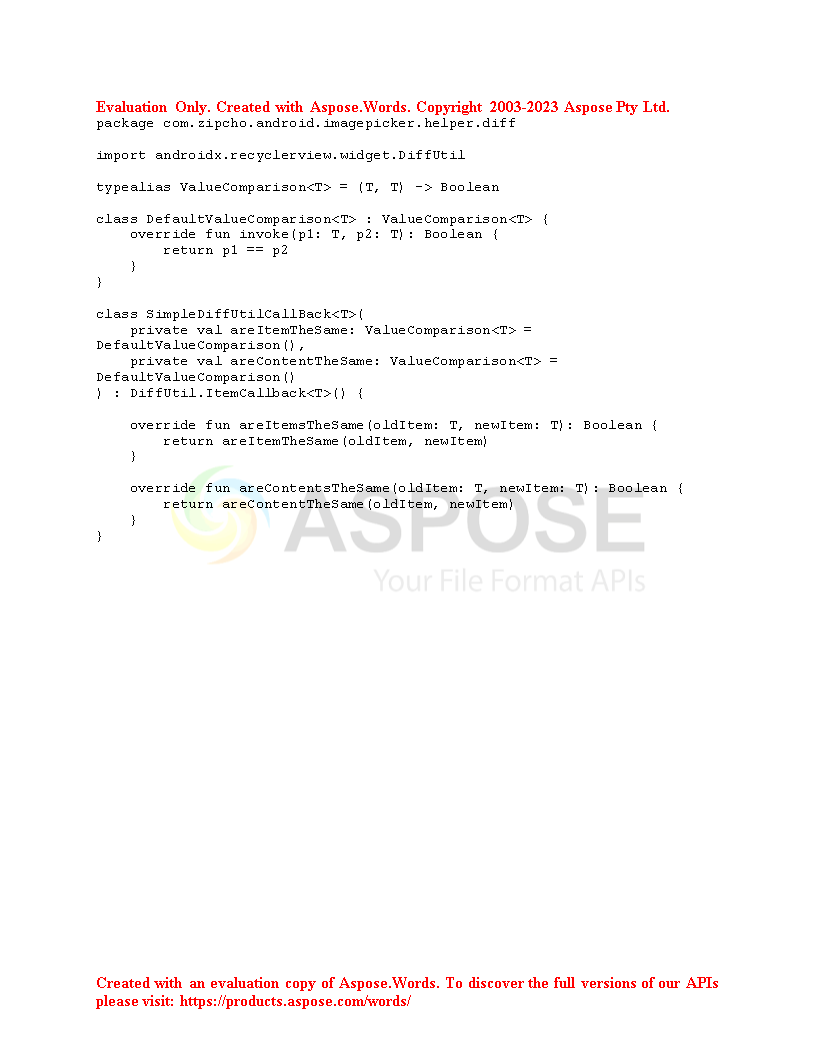 Evaluation Only. Created with Aspose.Words. Copyright 2003-2023 Aspose Pty Ltd.
package com.zipcho.android.imagepicker.helper.diff
import androidx.recyclerview.widget.DiffUtil
typealias ValueComparison<T> = (T, T) -> Boolean
class DefaultValueComparison<T> : ValueComparison<T> {
    override fun invoke(p1: T, p2: T): Boolean {
        return p1 == p2
    }
}
class SimpleDiffUtilCallBack<T>(
    private val areItemTheSame: ValueComparison<T> =
DefaultValueComparison(),
    private val areContentTheSame: ValueComparison<T> =
DefaultValueComparison()
) : DiffUtil.ItemCallback<T>() {
    override fun areItemsTheSame(oldItem: T, newItem: T): Boolean {
        return areItemTheSame(oldItem, newItem)
    }
    override fun areContentsTheSame(oldItem: T, newItem: T): Boolean {
        return areContentTheSame(oldItem, newItem)
    }
}
ASPOSE
Your File Format APIs
Created with an evaluation copy of Aspose.Words. To discover the full versions of our APIs
please visit: https://products.aspose.com/words/